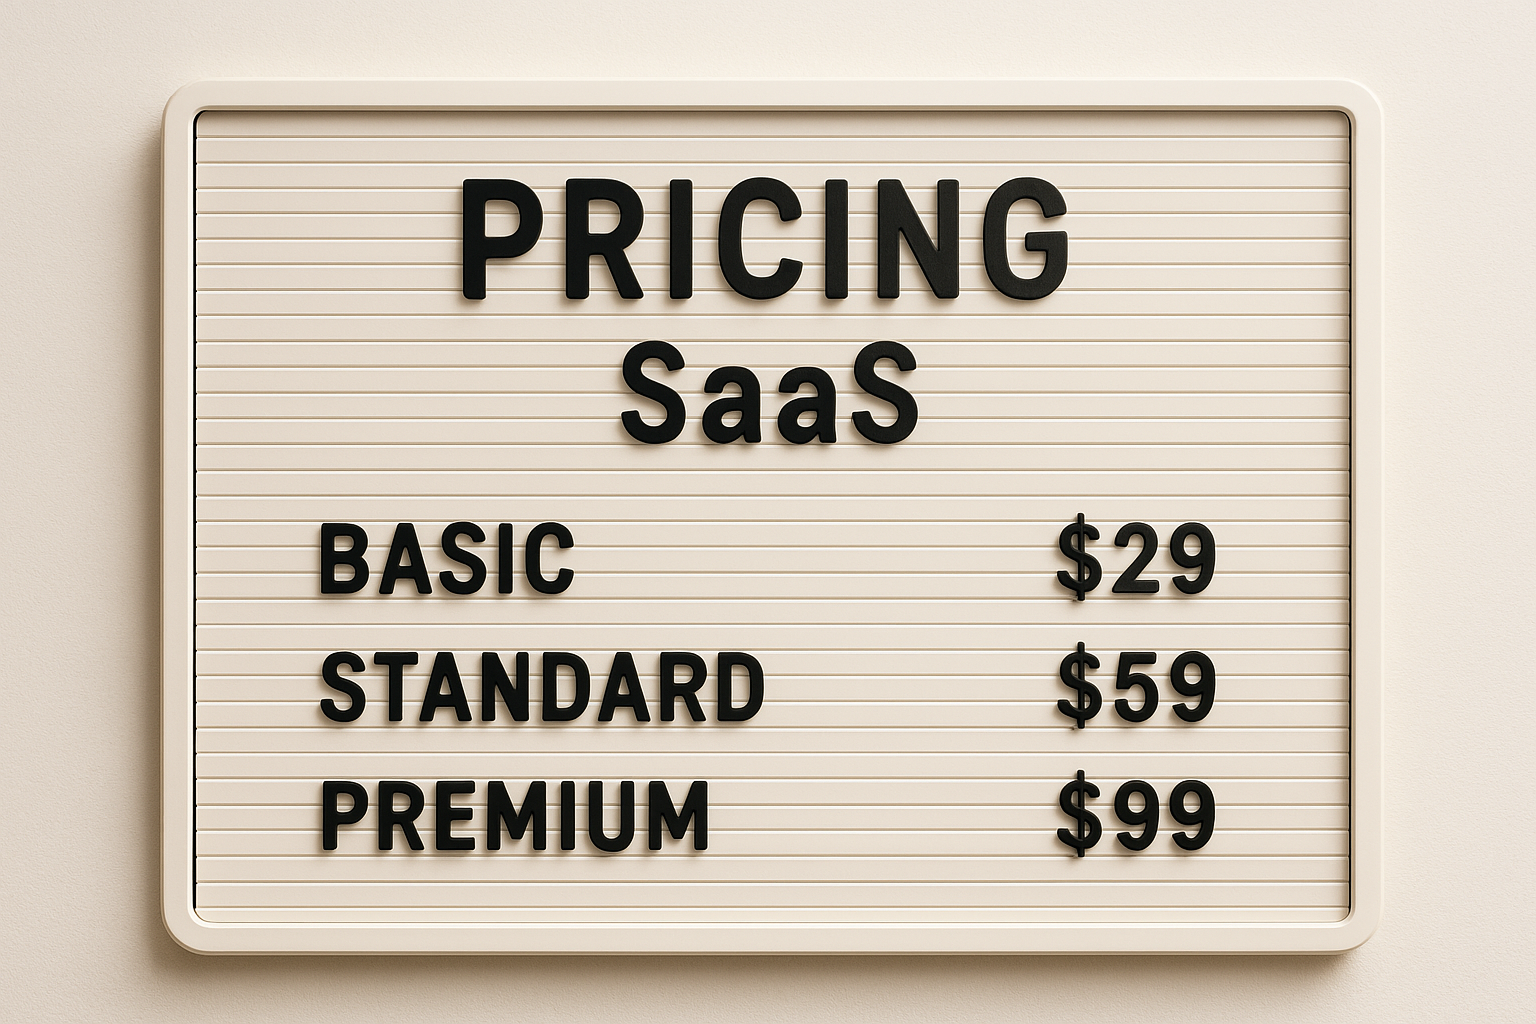 PRICING
SaaS
BASIC $29
STANDARD $59
PREMIUM $99